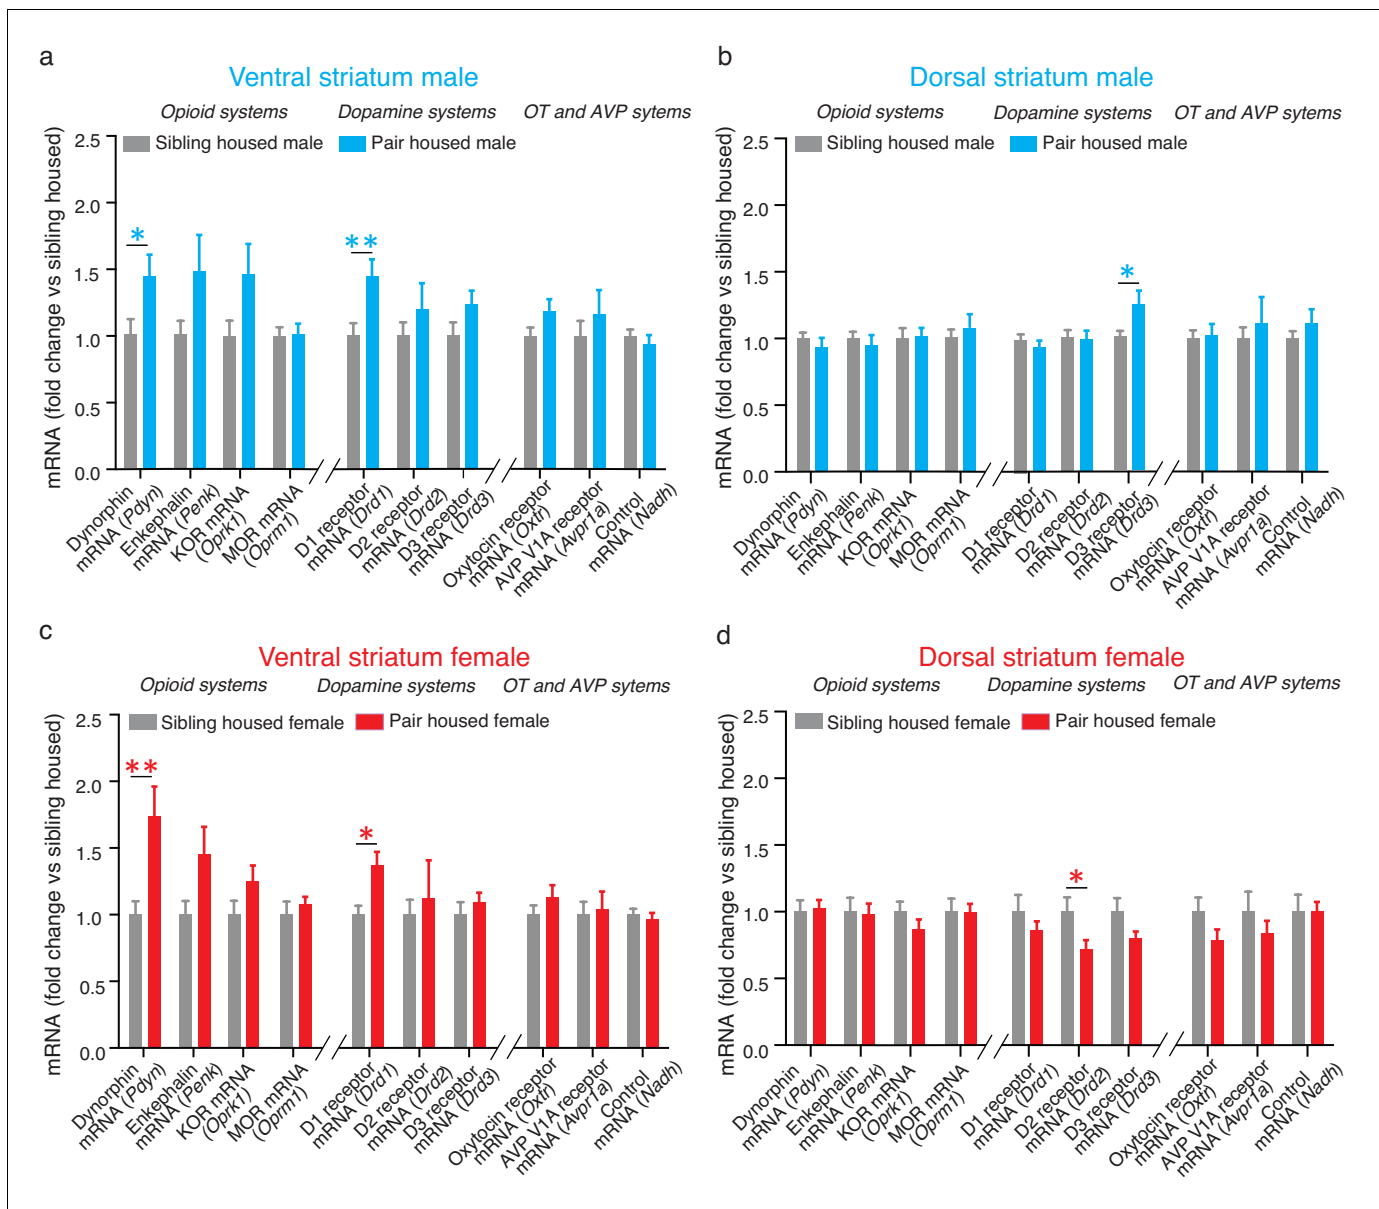 a
Ventral striatum male
Opioid systems
Dopamine systems
OT and AVP sytems
Sibling housed male
Pair housed male
mRNA (fold change vs sibling housed)
2.5
2.0
1.5
1.0
0.5
0.0
*
**
Dynorphin
mRNA (Pdyn)
Enkephalin
mRNA (Penk)
KOR mRNA
(Oprk1)
MOR mRNA
(Oprm1)
D1 receptor
mRNA (Drd1)
D2 receptor
mRNA (Drd2)
D3 receptor
mRNA (Drd3)
Oxytocin receptor
mRNA (Oxtr)
AVP V1A receptor
mRNA (Avpr1a)
Control
mRNA (Nadh)
b
Dorsal striatum male
Opioid systems
Dopamine systems
OT and AVP sytems
Sibling housed male
Pair housed male
mRNA (fold change vs sibling housed)
2.5
2.0
1.5
1.0
0.5
0.0
*
Dynorphin
mRNA (Pdyn)
Enkephalin
mRNA (Penk)
KOR mRNA
(Oprk1)
MOR mRNA
(Oprm1)
D1 receptor
mRNA (Drd1)
D2 receptor
mRNA (Drd2)
D3 receptor
mRNA (Drd3)
Oxytocin receptor
mRNA (Oxtr)
AVP V1A receptor
mRNA (Avpr1a)
Control
mRNA (Nadh)
c
Ventral striatum female
Opioid systems
Dopamine systems
OT and AVP sytems
Sibling housed female
Pair housed female
mRNA (fold change vs sibling housed)
2.5
2.0
1.5
1.0
0.5
0.0
**
*
Dynorphin
mRNA (Pdyn)
Enkephalin
mRNA (Penk)
KOR mRNA
(Oprk1)
MOR mRNA
(Oprm1)
D1 receptor
mRNA (Drd1)
D2 receptor
mRNA (Drd2)
D3 receptor
mRNA (Drd3)
Oxytocin receptor
mRNA (Oxtr)
AVP V1A receptor
mRNA (Avpr1a)
Control
mRNA (Nadh)
d
Dorsal striatum female
Opioid systems
Dopamine systems
OT and AVP sytems
Sibling housed female
Pair housed female
mRNA (fold change vs sibling housed)
2.5
2.0
1.5
1.0
0.5
0.0
*
Dynorphin
mRNA (Pdyn)
Enkephalin
mRNA (Penk)
KOR mRNA
(Oprk1)
MOR mRNA
(Oprm1)
D1 receptor
mRNA (Drd1)
D2 receptor
mRNA (Drd2)
D3 receptor
mRNA (Drd3)
Oxytocin receptor
mRNA (Oxtr)
AVP V1A receptor
mRNA (Avpr1a)
Control
mRNA (Nadh)